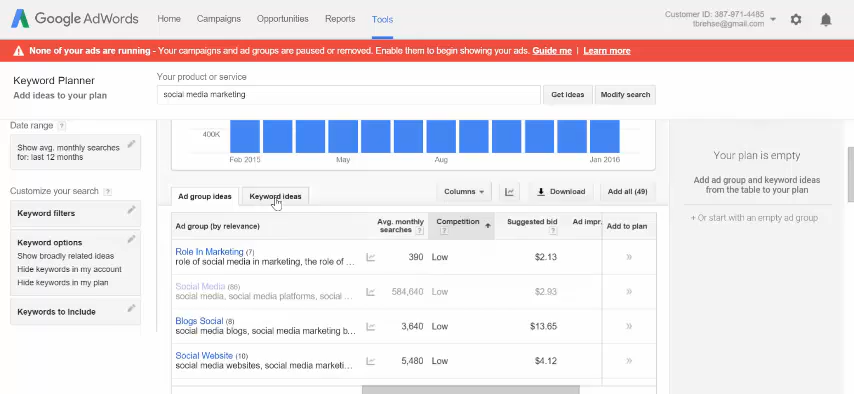 Google AdWords
Home Campaigns Opportunities Reports Tools
Customer ID: 387-971-4485
tbrehse@gmail.com
None of your ads are running - Your campaigns and ad groups are paused or removed. Enable them to begin showing your ads. Guide me | Learn more
Keyword Planner
Add ideas to your plan
Your product or service
social media marketing
Get ideas
Modify search
Date range ?
Show avg. monthly searches
for: last 12 months
Customize your search ?
Keyword filters
Keyword options
Show broadly related ideas
Hide keywords in my account
Hide keywords in my plan
Keywords to include
400K
Feb 2015 May Aug Jan 2016
Ad group ideas Keyword ideas
Columns Download Add all (49)
Ad group (by relevance)
Avg. monthly
searches ?
Competition
?
Suggested bid
?
Ad impr.
Add to plan
Role In Marketing (7)
role of social media in marketing, the role of ...
390 Low $2.13 »
Social Media (86)
social media, social media platforms, social ...
584,640 Low $2.93 »
Blogs Social (8)
social media blogs, social media marketing b...
3,640 Low $13.65 »
Social Website (10)
social media websites, social media marketi...
5,480 Low $4.12 »
Your plan is empty
Add ad group and keyword ideas
from the table to your plan
+ Or start with an empty ad group